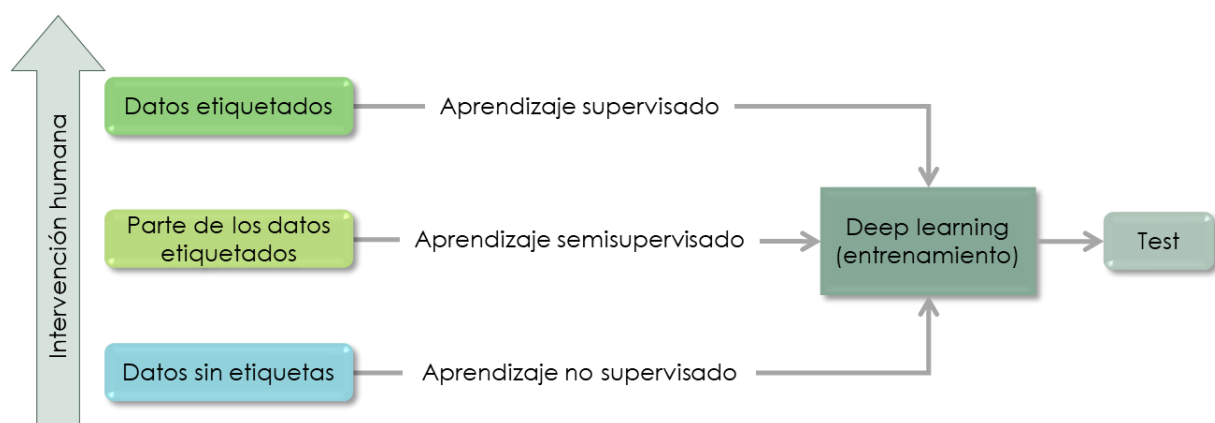 Intervención humana
Datos etiquetados
Aprendizaje supervisado
Parte de los datos
etiquetados
Aprendizaje semisupervisado
Deep learning
(entrenamiento)
Test
Datos sin etiquetas
Aprendizaje no supervisado